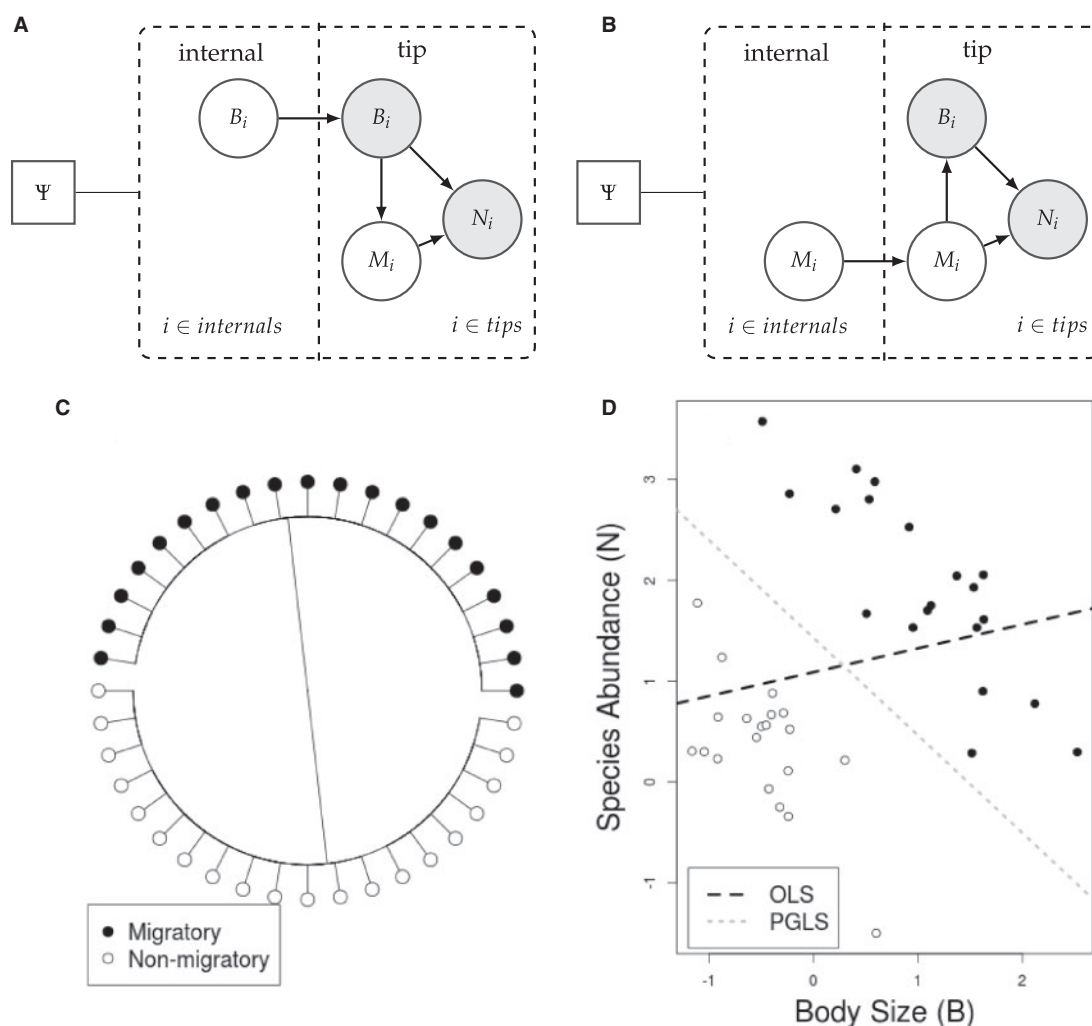 A
internal
tip
B_i
B_i
Ψ
N_i
M_i
i ∈ internals
i ∈ tips
B
internal
tip
B_i
Ψ
N_i
M_i
M_i
i ∈ internals
i ∈ tips
C
Migratory
Non-migratory
D
Species Abundance (N)
3
2
1
0
-1
OLS
PGLS
-1
0
1
2
Body Size (B)